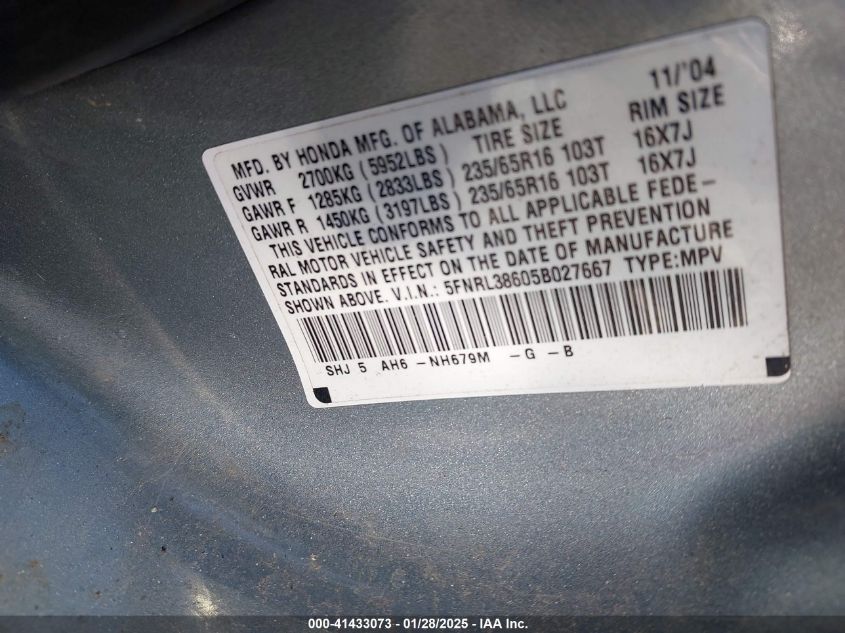 11/'04
MFD. BY HONDA MFG. OF ALABAMA, LLC
TIRE SIZE RIM SIZE
GVWR 2700KG (5952LBS)
GAWR F 1285KG (2833LBS) 235/65R16 103T 16X7J
GAWR R 1450KG (3197LBS) 235/65R16 103T 16X7J
THIS VEHICLE CONFORMS TO ALL APPLICABLE FEDE-
RAL MOTOR VEHICLE SAFETY AND THEFT PREVENTION
STANDARDS IN EFFECT ON THE DATE OF MANUFACTURE
SHOWN ABOVE. V.I.N.: 5FNRL38605B027667 TYPE:MPV
SHJ 5 AH6 -NH679M -G -B
000-41433073 | 01/28/2025 - IAA Inc.